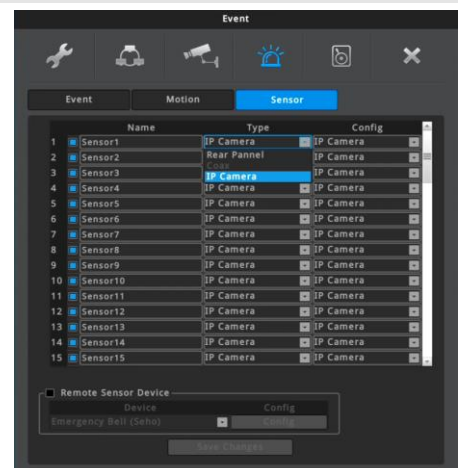 Event
Event Motion Sensor
Name Type Config
1 Sensor1 IP Camera IP Camera
2 Sensor2 Rear Pannel IP Camera
3 Sensor3 Coax IP Camera
IP Camera
4 Sensor4 IP Camera IP Camera
5 Sensor5 IP Camera IP Camera
6 Sensor6 IP Camera IP Camera
7 Sensor7 IP Camera IP Camera
8 Sensor8 IP Camera IP Camera
9 Sensor9 IP Camera IP Camera
10 Sensor10 IP Camera IP Camera
11 Sensor11 IP Camera IP Camera
12 Sensor12 IP Camera IP Camera
13 Sensor13 IP Camera IP Camera
14 Sensor14 IP Camera IP Camera
15 Sensor15 IP Camera IP Camera
Remote Sensor Device
Device Config
Emergency Bell (Seho) Config
Save Changes